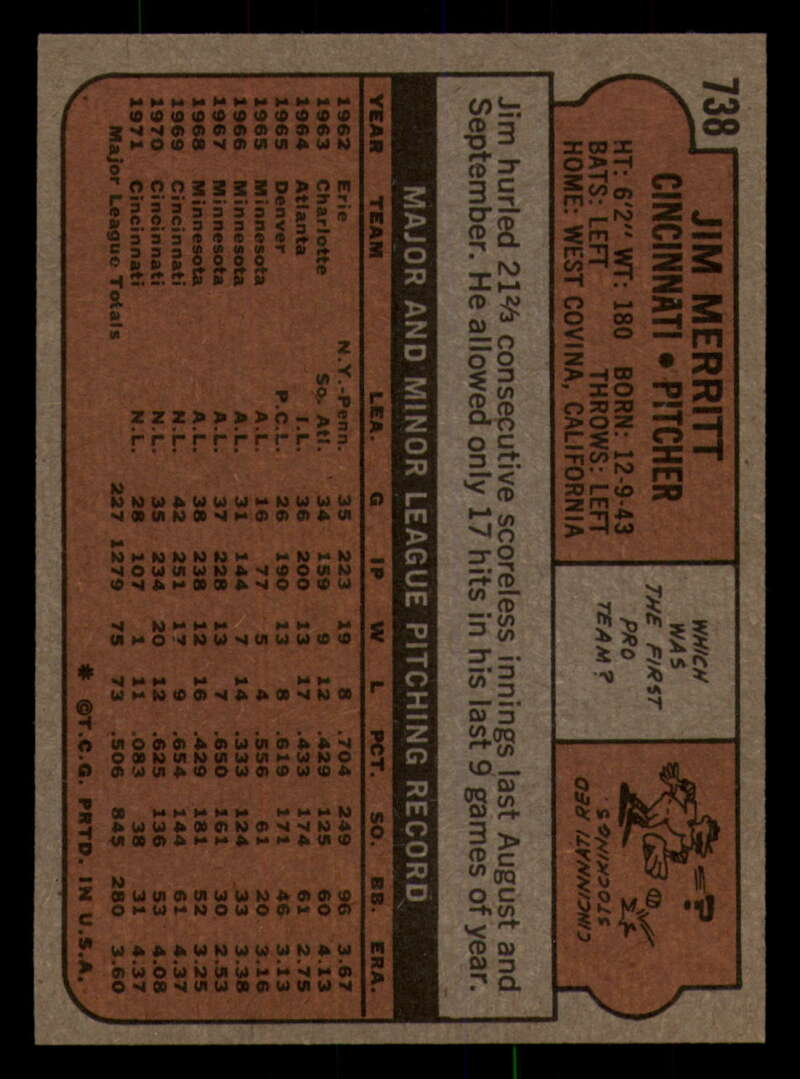 738
JIM MERRITT
CINCINNATI • PITCHER
HT: 6'2" WT: 180 BORN: 12-9-43
BATS: LEFT THROWS: LEFT
HOME: WEST COVINA, CALIFORNIA
WHICH
WAS
THE FIRST
PRO
TEAM?
CINCINNATI RED
STOCKINGS.
Jim hurled 21⅔ consecutive scoreless innings last August and
September. He allowed only 17 hits in his last 9 games of year.
MAJOR AND MINOR LEAGUE PITCHING RECORD
YEAR TEAM LEA. G IP W L PCT. SO. BB. ERA.
1962 Erie N.Y.-Penn. 35 223 19 8 .704 249 96 3.67
1963 Charlotte So. Atl. 34 159 9 12 .429 125 60 4.13
1964 Atlanta I.L. 36 200 13 17 .433 174 61 2.75
1965 Denver P.C.L. 26 190 13 8 .619 171 46 3.13
1965 Minnesota A.L. 16 77 5 4 .556 61 20 3.16
1966 Minnesota A.L. 31 144 7 14 .333 124 33 3.38
1967 Minnesota A.L. 37 228 13 7 .650 161 30 2.53
1968 Minnesota A.L. 38 238 12 16 .429 181 52 3.25
1969 Cincinnati N.L. 42 251 17 9 .654 144 61 4.37
1970 Cincinnati N.L. 35 234 20 12 .625 136 53 4.08
1971 Cincinnati N.L. 28 107 1 11 .083 38 31 4.37
Major League Totals 227 1279 75 73 .506 845 280 3.60
* ©T.C.G. PRTD. IN U.S.A.